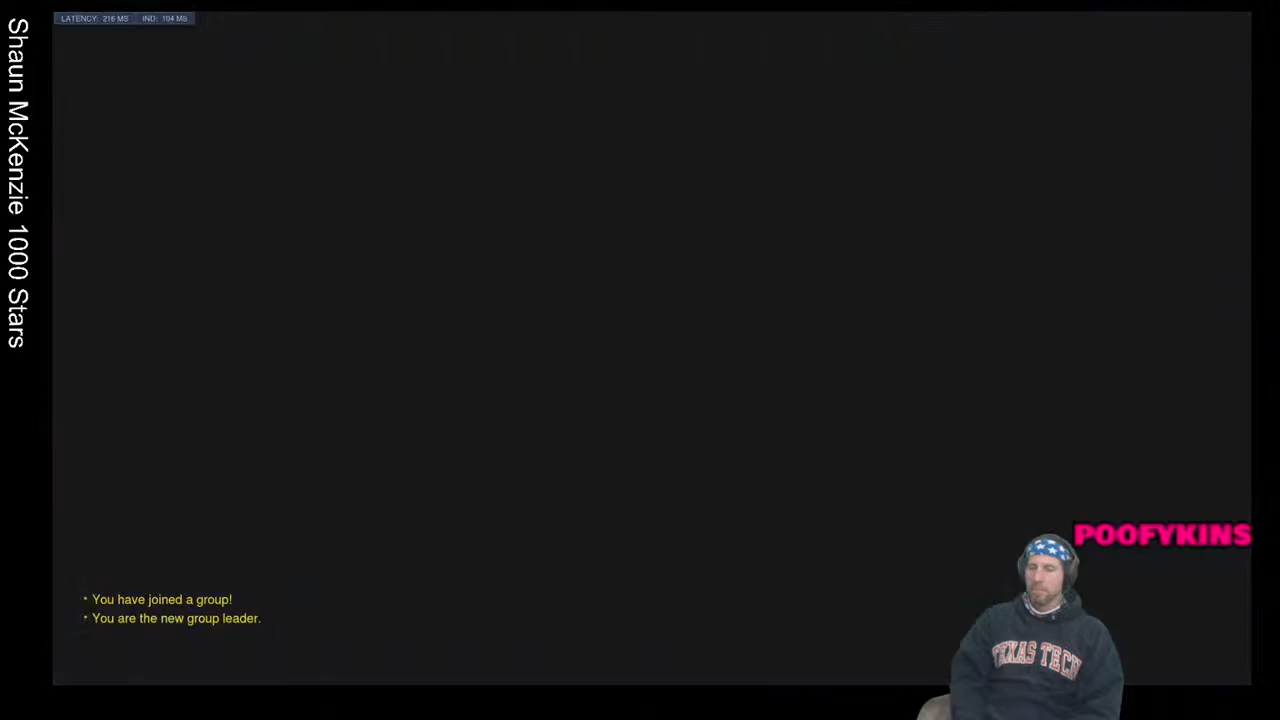 LATENCY: 216 MS IND: 104 MS
Shaun McKenzie 1000 Stars
POOFYKINS
• You have joined a group!
• You are the new group leader.
TEXAS TECH